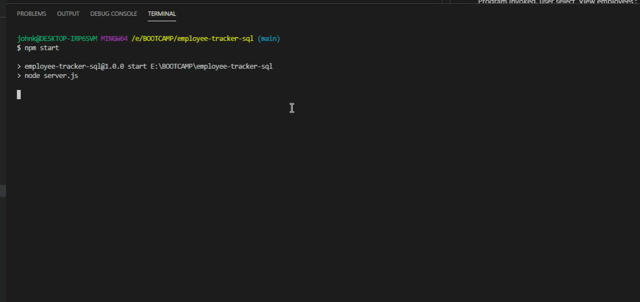 Program invoked, user select "View employees":
PROBLEMS OUTPUT DEBUG CONSOLE TERMINAL
johnk@DESKTOP-IRP6SVM MINGW64 /e/BOOTCAMP/employee-tracker-sql (main)
$ npm start
> employee-tracker-sql@1.0.0 start E:\BOOTCAMP\employee-tracker-sql
> node server.js